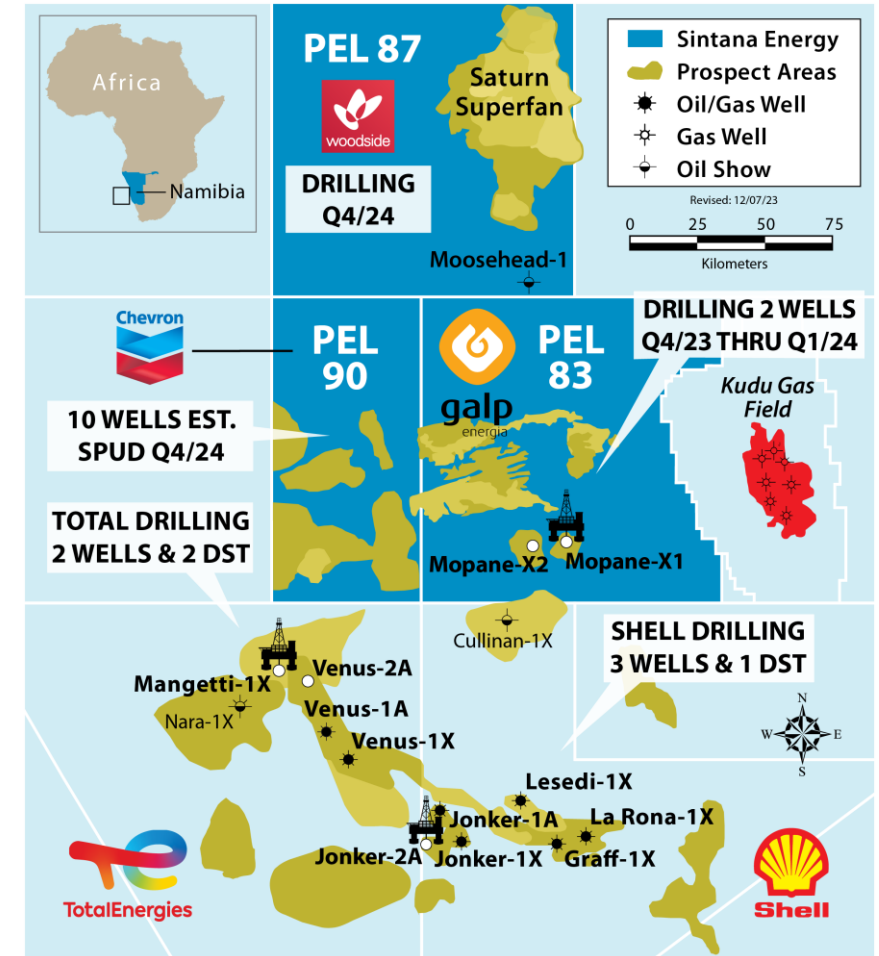 Africa
Namibia
PEL 87
woodside
DRILLING
Q4/24
Saturn
Superfan
Moosehead-1
Sintana Energy
Prospect Areas
Oil/Gas Well
Gas Well
Oil Show
Revised: 12/07/23
0 25 50 75
Kilometers
Chevron
PEL
90
galp
energia
PEL
83
DRILLING 2 WELLS
Q4/23 THRU Q1/24
Kudu Gas
Field
10 WELLS EST.
SPUD Q4/24
TOTAL DRILLING
2 WELLS & 2 DST
Mopane-X2
Mopane-X1
Cullinan-1X
SHELL DRILLING
3 WELLS & 1 DST
Mangetti-1X
Venus-2A
Nara-1X
Venus-1A
Venus-1X
N
W
E
S
Lesedi-1X
Jonker-1A
La Rona-1X
Jonker-2A
Jonker-1X
Graff-1X
TotalEnergies
Shell